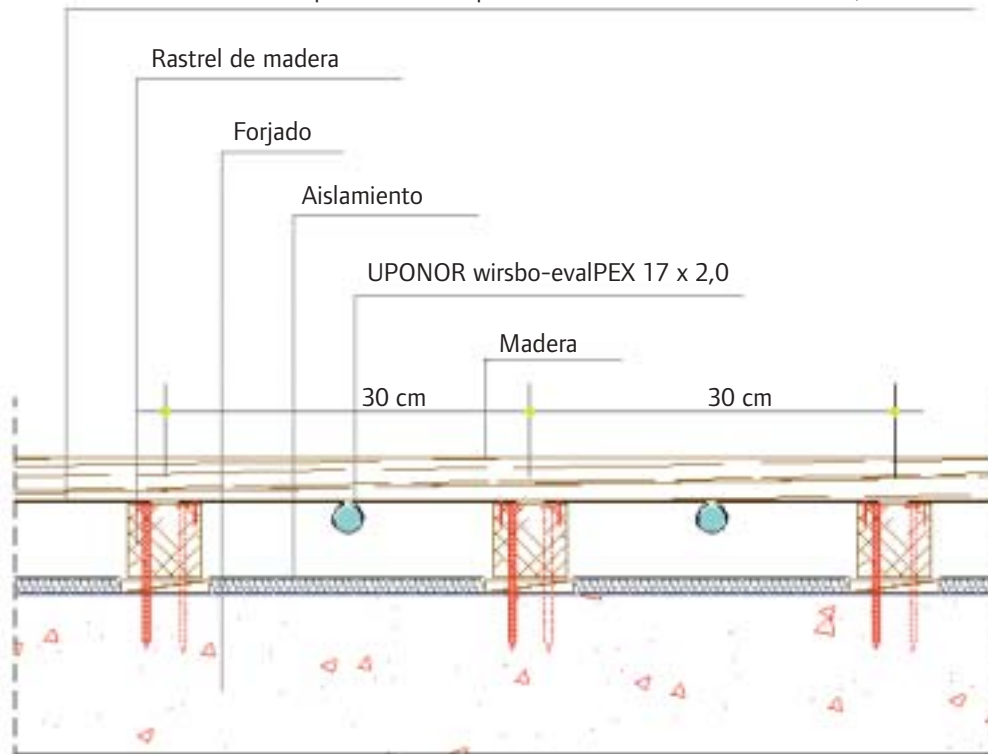 Rastrel de madera
Forjado
Aislamiento
UPONOR wirsbo-evalPEX 17 x 2,0
Madera
30 cm
30 cm